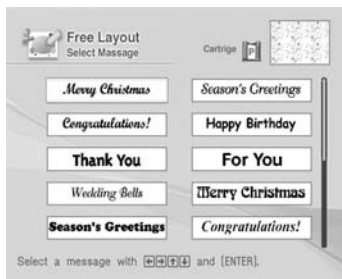 Free Layout
Select Massage
Cartrige P
Merry Christmas
Season's Greetings
Congratulations!
Happy Birthday
Thank You
For You
Wedding Bells
Merry Christmas
Season's Greetings
Congratulations!
Select a message with ←→↑↓ and [ENTER].